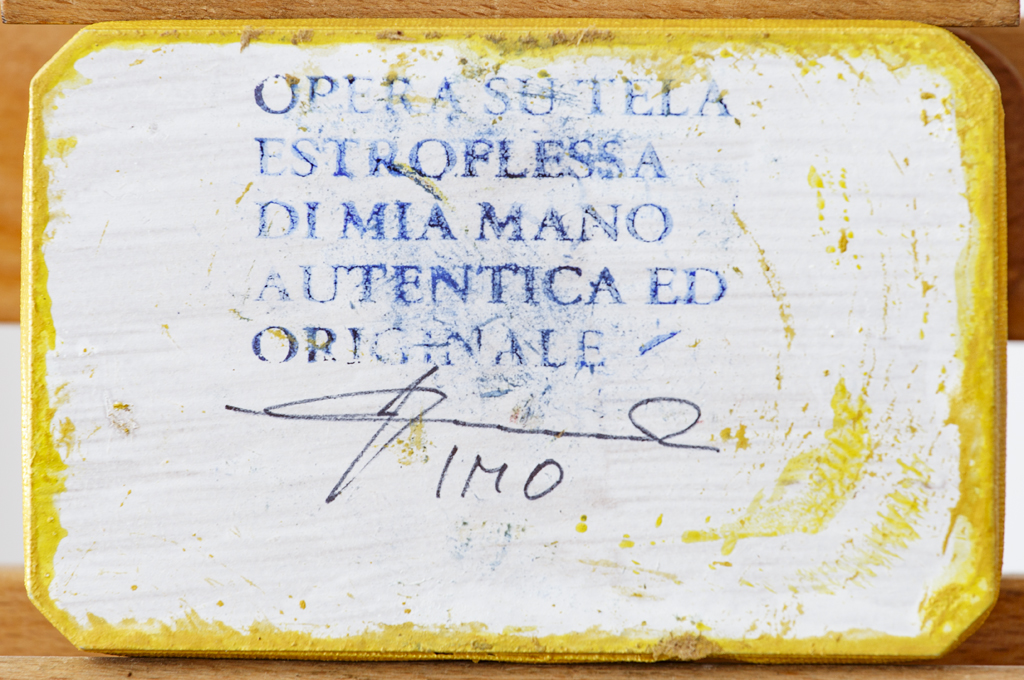 OPERA SU TELA
ESTROFLESSA
DI MIA MANO
AUTENTICA ED
ORIGINALE
IMO